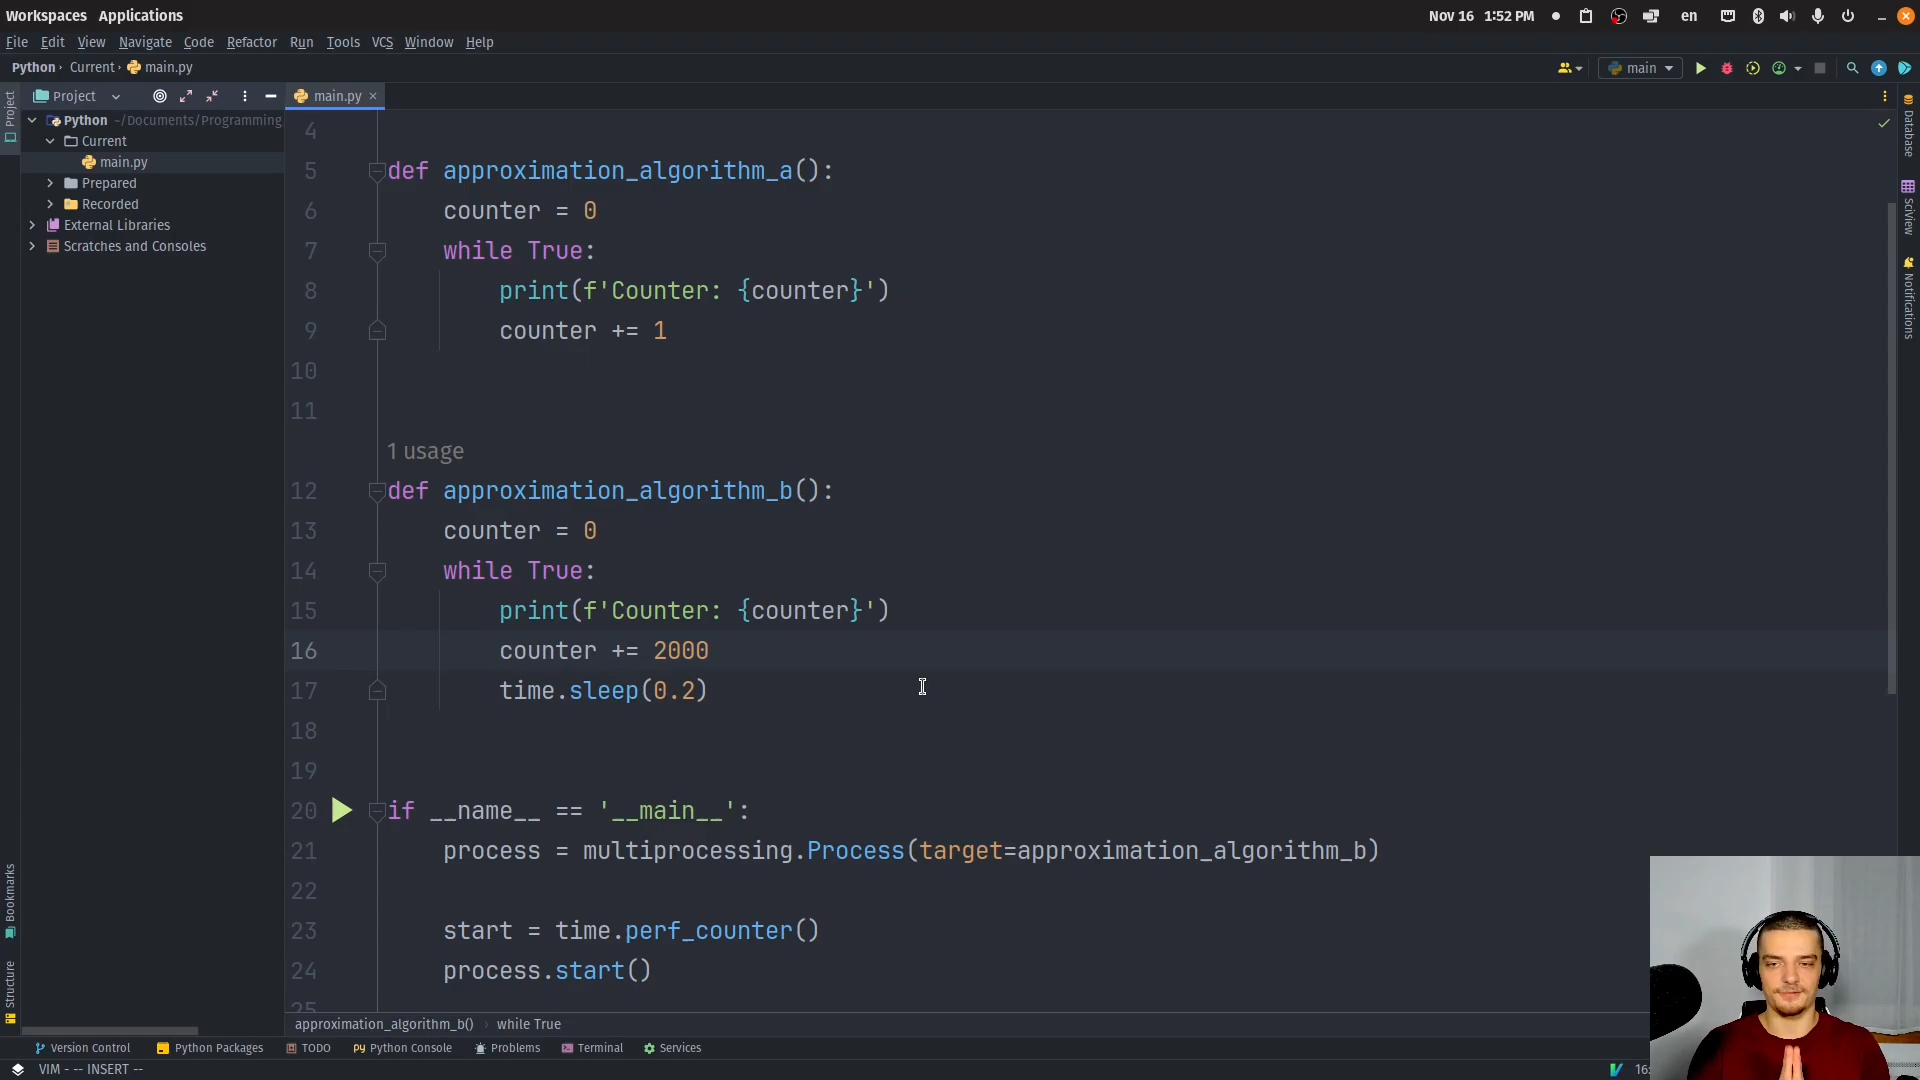 Workspaces Applications
Nov 16 1:52 PM
en
File Edit View Navigate Code Refactor Run Tools VCS Window Help
Python Current main.py
main
Project
main.py
Python ~/Documents/Programming
Current
main.py
Prepared
Recorded
External Libraries
Scratches and Consoles
Project
Bookmarks
Structure
Database
SciView
Notifications
4
5 def approximation_algorithm_a():
6 counter = 0
7 while True:
8 print(f'Counter: {counter}')
9 counter += 1
10
11
1 usage
12 def approximation_algorithm_b():
13 counter = 0
14 while True:
15 print(f'Counter: {counter}')
16 counter += 2000
17 time.sleep(0.2)
18
19
20 if __name__ == '__main__':
21 process = multiprocessing.Process(target=approximation_algorithm_b)
22
23 start = time.perf_counter()
24 process.start()
25
approximation_algorithm_b() › while True
Version Control Python Packages TODO Python Console Problems Terminal Services
VIM - -- INSERT --
16: